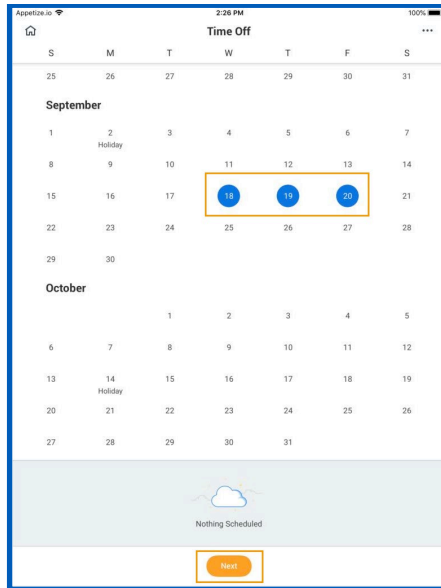 Appetize.io 2:26 PM 100%
Time Off
S M T W T F S
25 26 27 28 29 30 31
September
1 2 3 4 5 6 7
Holiday
8 9 10 11 12 13 14
15 16 17 18 19 20 21
22 23 24 25 26 27 28
29 30
October
1 2 3 4 5
6 7 8 9 10 11 12
13 14 15 16 17 18 19
Holiday
20 21 22 23 24 25 26
27 28 29 30 31
Nothing Scheduled
Next